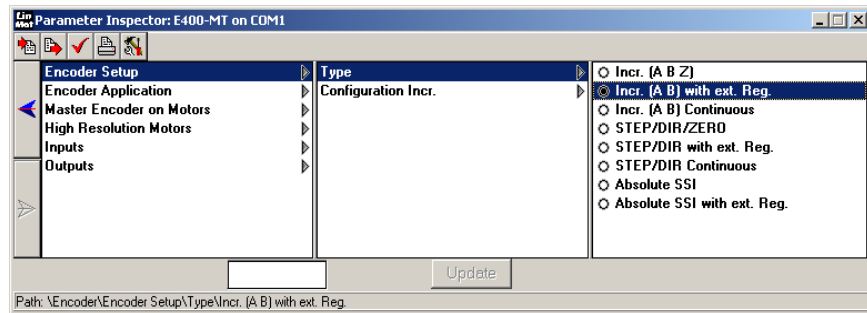 Lin Mot Parameter Inspector: E400-MT on COM1
Encoder Setup
Encoder Application
Master Encoder on Motors
High Resolution Motors
Inputs
Outputs
Type
Configuration Incr.
Incr. (A B Z)
Incr. (A B) with ext. Reg.
Incr. (A B) Continuous
STEP/DIR/ZERO
STEP/DIR with ext. Reg.
STEP/DIR Continuous
Absolute SSI
Absolute SSI with ext. Reg.
Update
Path: \Encoder\Encoder Setup\Type\Incr. (A B) with ext. Reg.